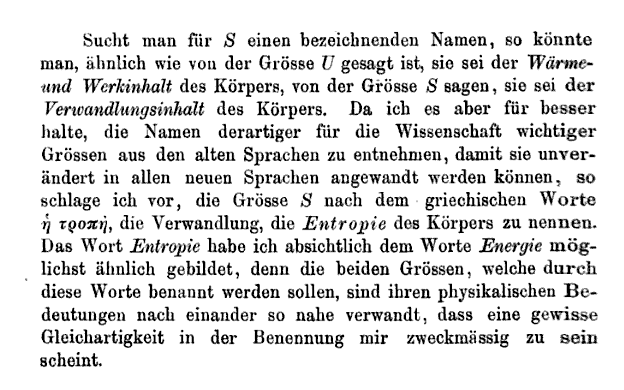 Sucht man für S einen bezeichnenden Namen, so könnte
man, ähnlich wie von der Grösse U gesagt ist, sie sei der Wärme-
und Werkinhalt des Körpers, von der Grösse S sagen, sie sei der
Verwandlungsinhalt des Körpers. Da ich es aber für besser
halte, die Namen derartiger für die Wissenschaft wichtiger
Grössen aus den alten Sprachen zu entnehmen, damit sie unver-
ändert in allen neuen Sprachen angewandt werden können, so
schlage ich vor, die Grösse S nach dem griechischen Worte
ἡ τροπή, die Verwandlung, die Entropie des Körpers zu nennen.
Das Wort Entropie habe ich absichtlich dem Worte Energie mög-
lichst ähnlich gebildet, denn die beiden Grössen, welche durch
diese Worte benannt werden sollen, sind ihren physikalischen Be-
deutungen nach einander so nahe verwandt, dass eine gewisse
Gleichartigkeit in der Benennung mir zweckmässig zu sein
scheint.